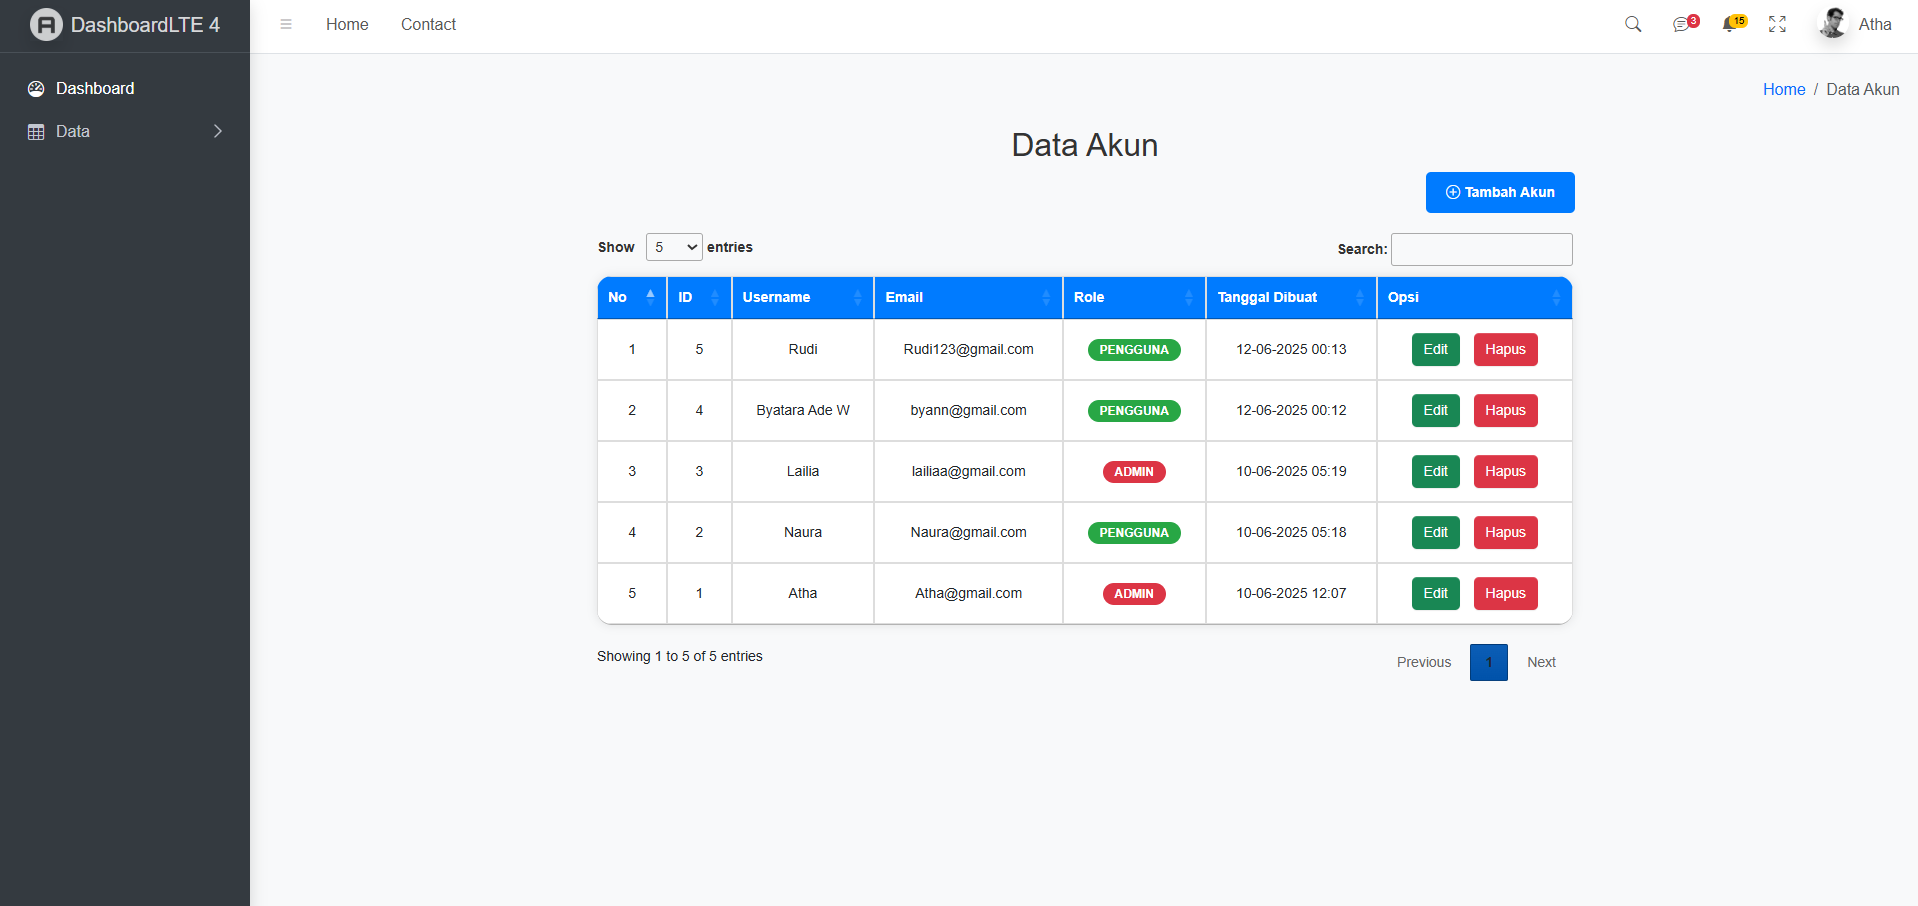 DashboardLTE 4
Home Contact 3 15 Atha
Dashboard
Data
Home / Data Akun
Data Akun
Tambah Akun
Show 5 entries Search:
No ID Username Email Role Tanggal Dibuat Opsi
1 5 Rudi Rudi123@gmail.com PENGGUNA 12-06-2025 00:13 Edit Hapus
2 4 Byatara Ade W byann@gmail.com PENGGUNA 12-06-2025 00:12 Edit Hapus
3 3 Lailia lailiaa@gmail.com ADMIN 10-06-2025 05:19 Edit Hapus
4 2 Naura Naura@gmail.com PENGGUNA 10-06-2025 05:18 Edit Hapus
5 1 Atha Atha@gmail.com ADMIN 10-06-2025 12:07 Edit Hapus
Showing 1 to 5 of 5 entries Previous 1 Next